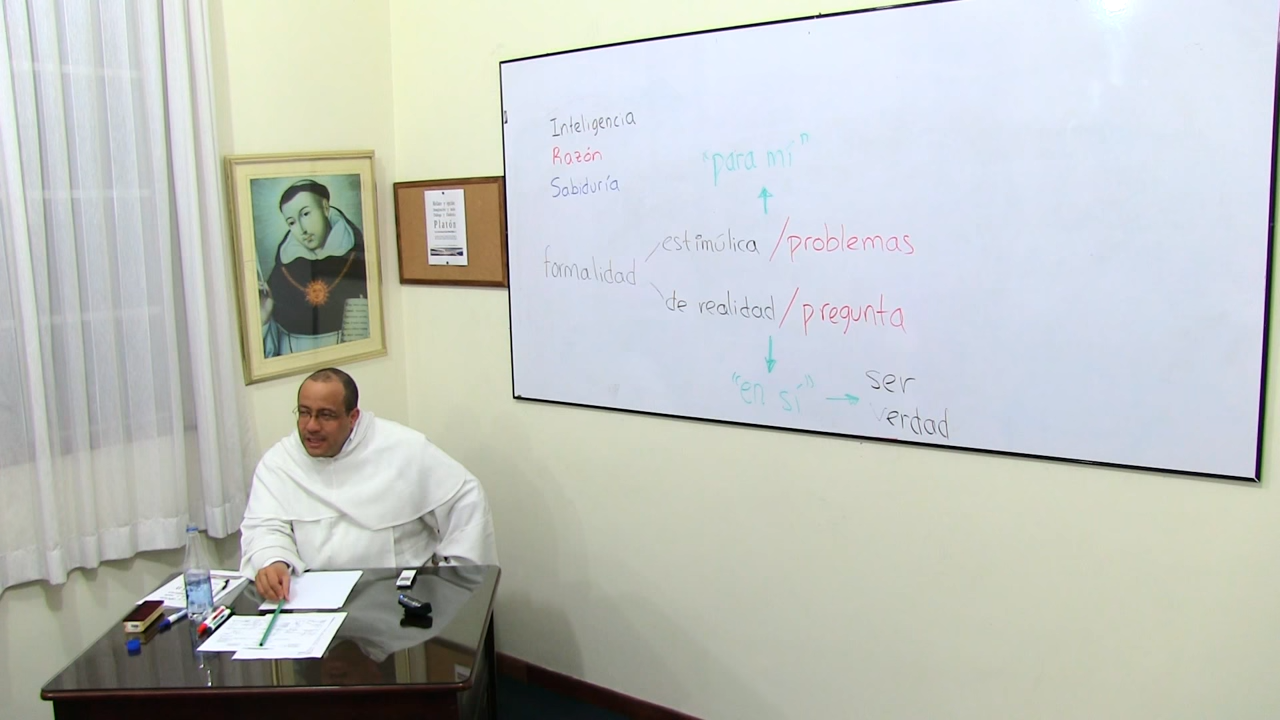 Inteligencia
Razón
Sabiduría
"para mí"
estimúlica / problemas
formalidad
de realidad / pregunta
"en sí" → ser
verdad
Platón